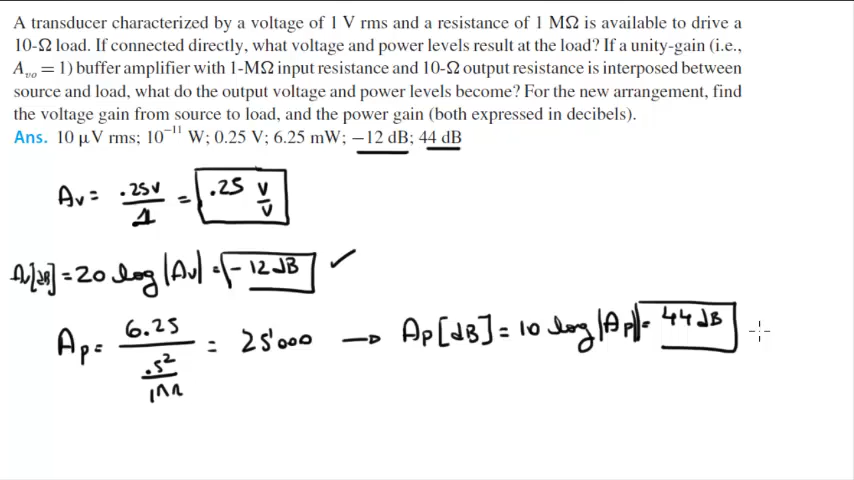 A transducer characterized by a voltage of 1 V rms and a resistance of 1 MΩ is available to drive a
10-Ω load. If connected directly, what voltage and power levels result at the load? If a unity-gain (i.e.,
Avo = 1) buffer amplifier with 1-MΩ input resistance and 10-Ω output resistance is interposed between
source and load, what do the output voltage and power levels become? For the new arrangement, find
the voltage gain from source to load, and the power gain (both expressed in decibels).
Ans. 10 μV rms; 10⁻¹¹ W; 0.25 V; 6.25 mW; −12 dB; 44 dB
Av = .25v / 1 = .25 v/v
Av[dB] = 20 log |Av| = -12 dB ✓
Ap = 6.25 / (.5² / 1MΩ) = 25'000 → Ap[dB] = 10 log |Ap| = 44 dB